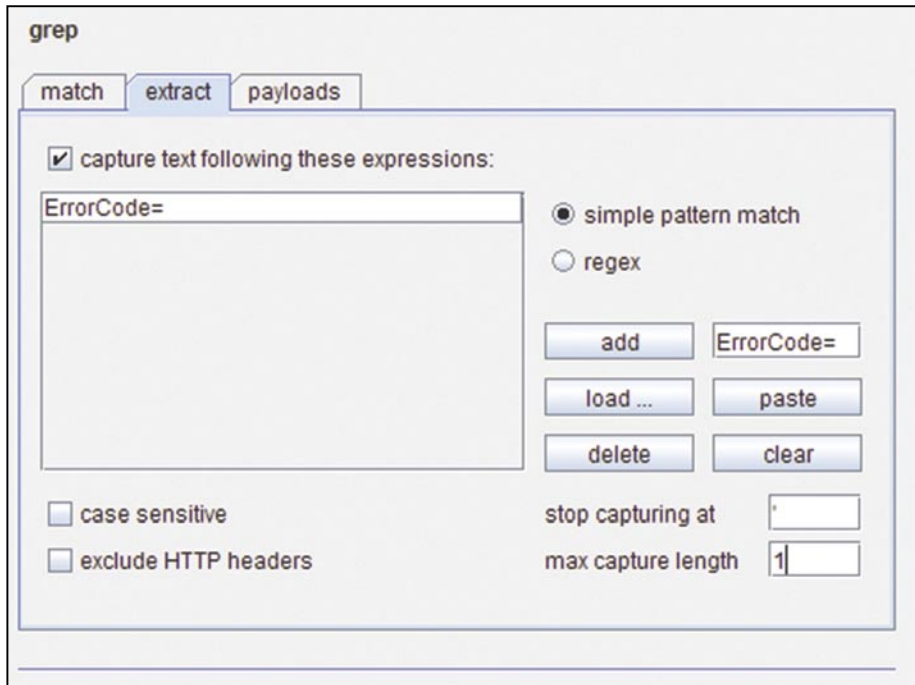 grep
match extract payloads
capture text following these expressions:
ErrorCode=
simple pattern match
regex
add ErrorCode=
load ... paste
delete clear
case sensitive
stop capturing at '
exclude HTTP headers
max capture length 1